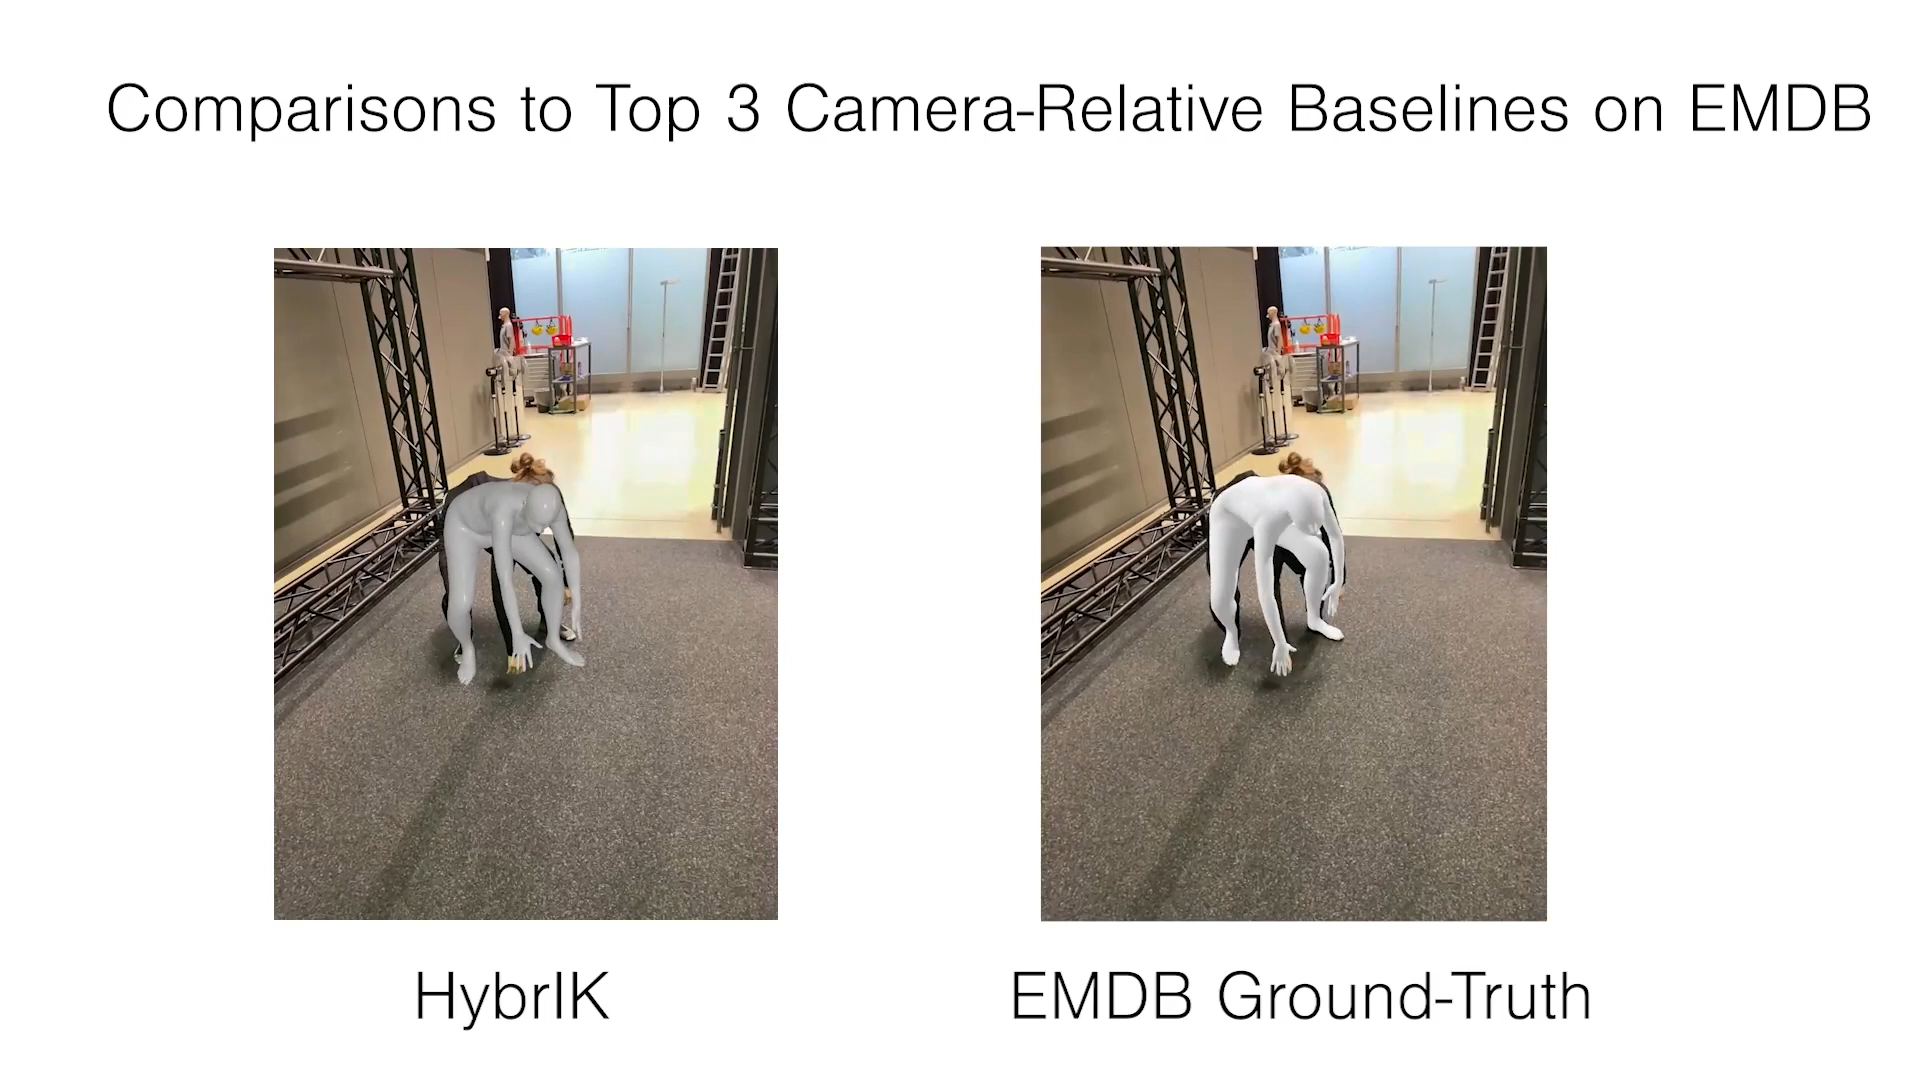 Comparisons to Top 3 Camera-Relative Baselines on EMDB
HybrIK
EMDB Ground-Truth